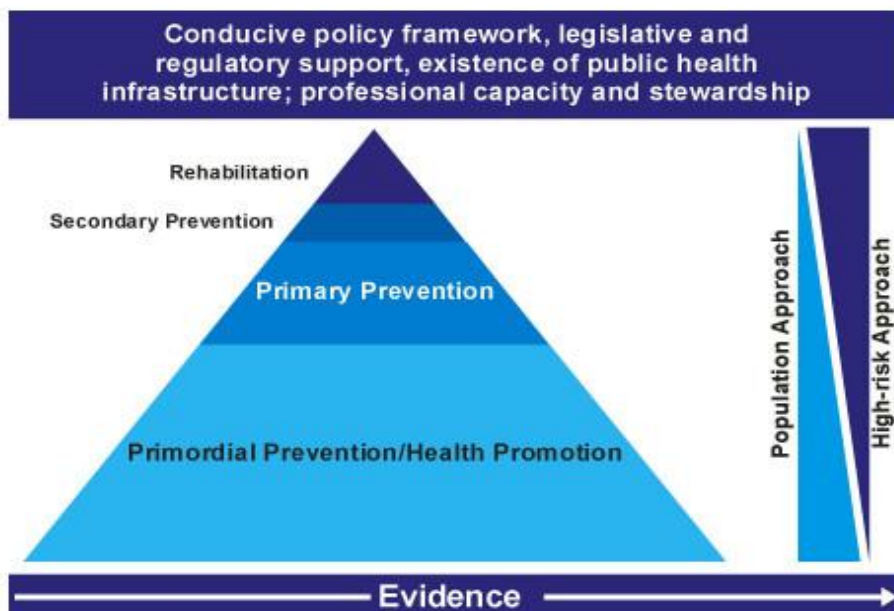 Conducive policy framework, legislative and
regulatory support, existence of public health
infrastructure; professional capacity and stewardship
Rehabilitation
Secondary Prevention
Primary Prevention
Primordial Prevention/Health Promotion
Population Approach
High-risk Approach
Evidence